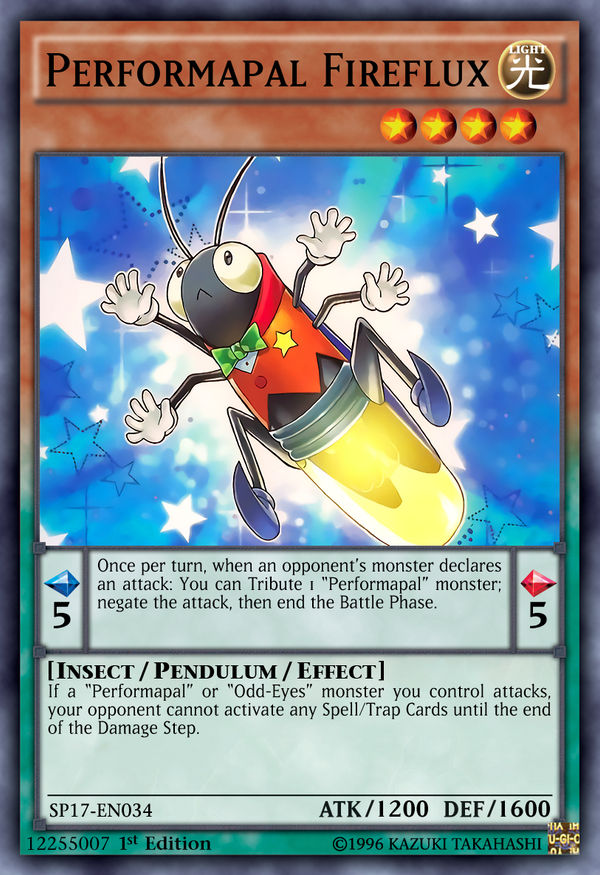 Performapal Fireflux
LIGHT
光
Once per turn, when an opponent's monster declares
an attack: You can Tribute 1 "Performapal" monster;
negate the attack, then end the Battle Phase.
5
5
[Insect / Pendulum / Effect]
If a "Performapal" or "Odd-Eyes" monster you control attacks,
your opponent cannot activate any Spell/Trap Cards until the end
of the Damage Step.
SP17-EN034
ATK/1200 DEF/1600
12255007 1st Edition
©1996 KAZUKI TAKAHASHI